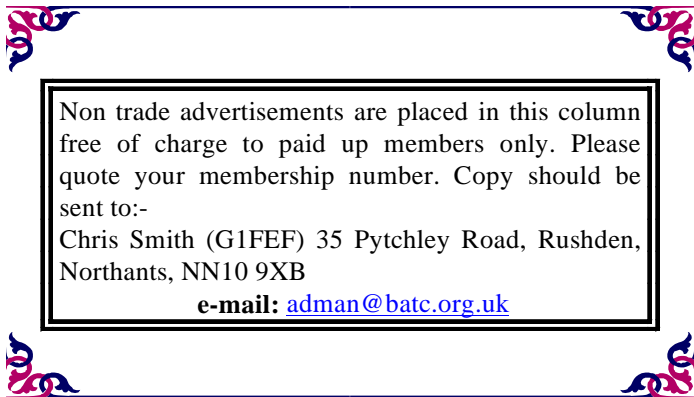 Non trade advertisements are placed in this column
free of charge to paid up members only. Please
quote your membership number. Copy should be
sent to:-
Chris Smith (G1FEF) 35 Pytchley Road, Rushden,
Northants, NN10 9XB
e-mail: adman@batc.org.uk